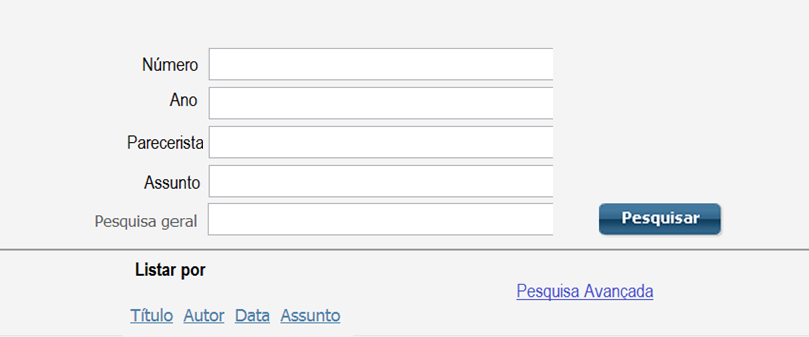 Número
Ano
Parecerista
Assunto
Pesquisa geral
Pesquisar
Listar por
Pesquisa Avançada
Título Autor Data Assunto